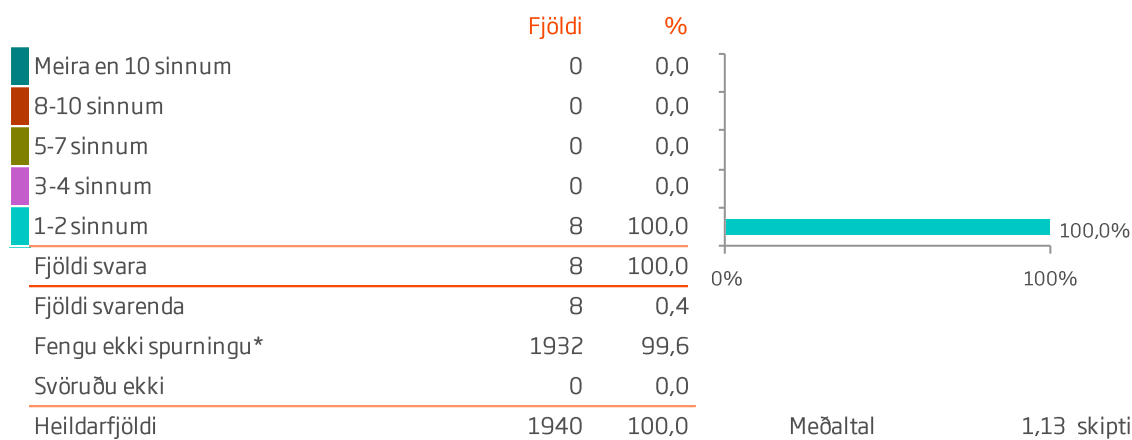 Fjöldi %
Meira en 10 sinnum 0 0,0
8-10 sinnum 0 0,0
5-7 sinnum 0 0,0
3-4 sinnum 0 0,0
1-2 sinnum 8 100,0 100,0%
Fjöldi svara 8 100,0
0% 100%
Fjöldi svarenda 8 0,4
Fengu ekki spurningu* 1932 99,6
Svöruðu ekki 0 0,0
Heildarfjöldi 1940 100,0 Meðaltal 1,13 skipti